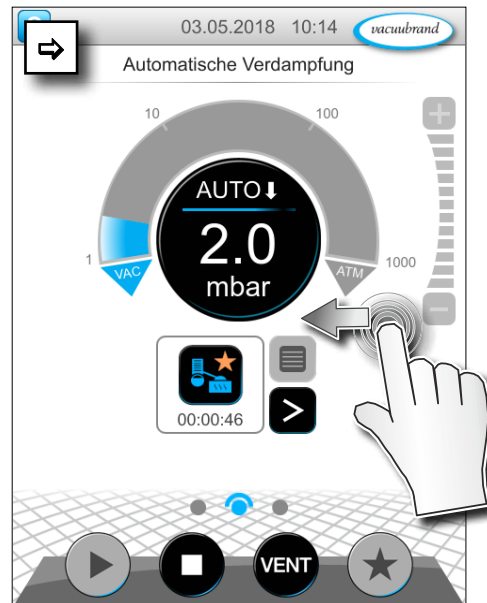 03.05.2018 10:14 vacuubrand
Automatische Verdampfung
10 100
AUTO
2.0
mbar
1 VAC ATM 1000
00:00:46
VENT